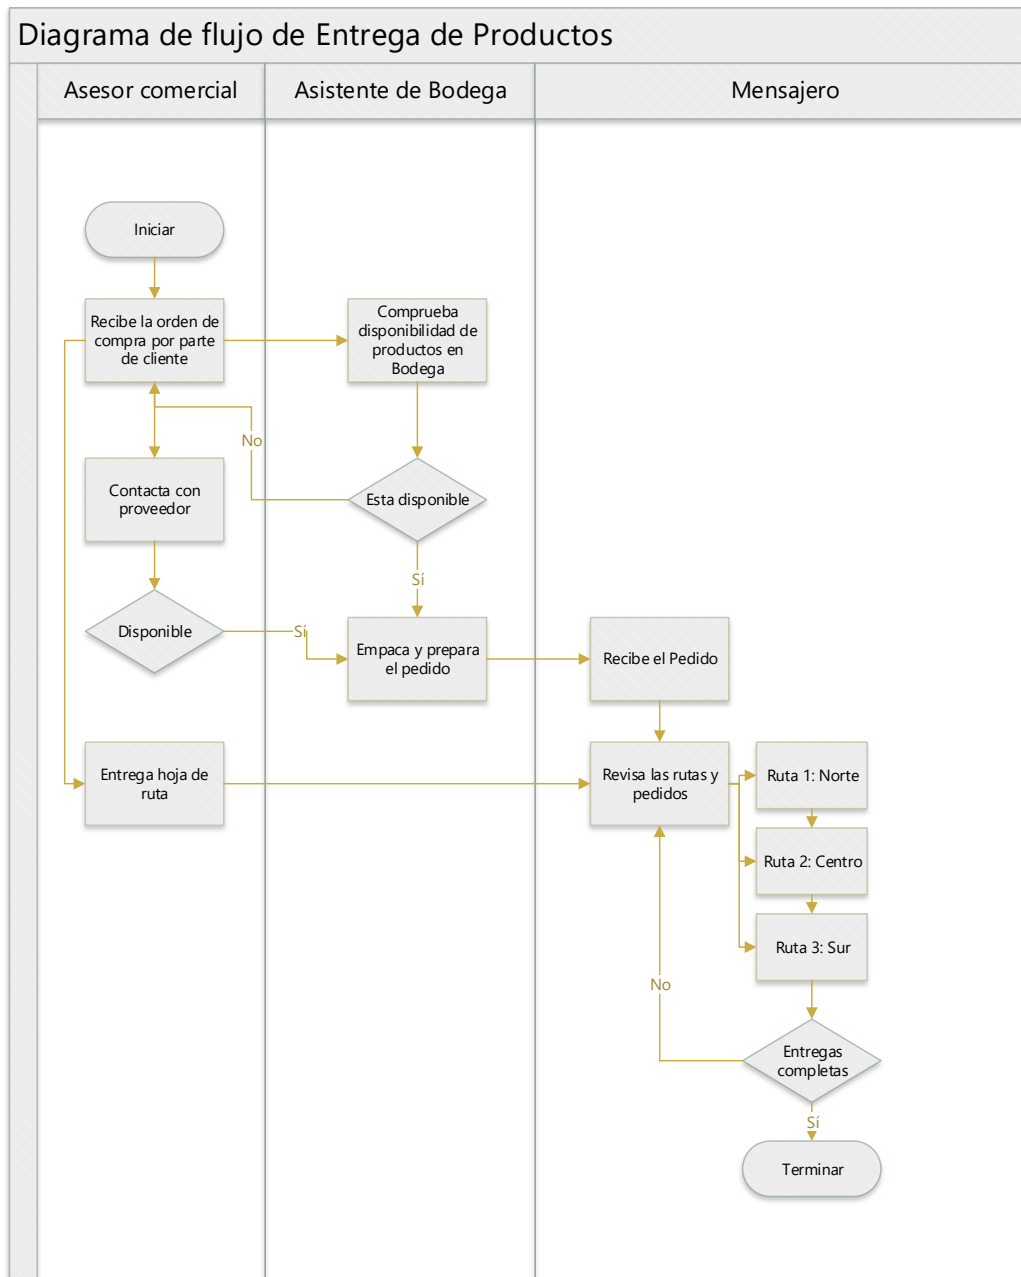 Diagrama de flujo de Entrega de Productos
Asesor comercial
Asistente de Bodega
Mensajero
Iniciar
Recibe la orden de
compra por parte
de cliente
Comprueba
disponibilidad de
productos en
Bodega
No
Contacta con
proveedor
Esta disponible
Sí
Disponible
Sí
Empaca y prepara
el pedido
Recibe el Pedido
Entrega hoja de
ruta
Revisa las rutas y
pedidos
Ruta 1: Norte
Ruta 2: Centro
Ruta 3: Sur
No
Entregas
completas
Sí
Terminar